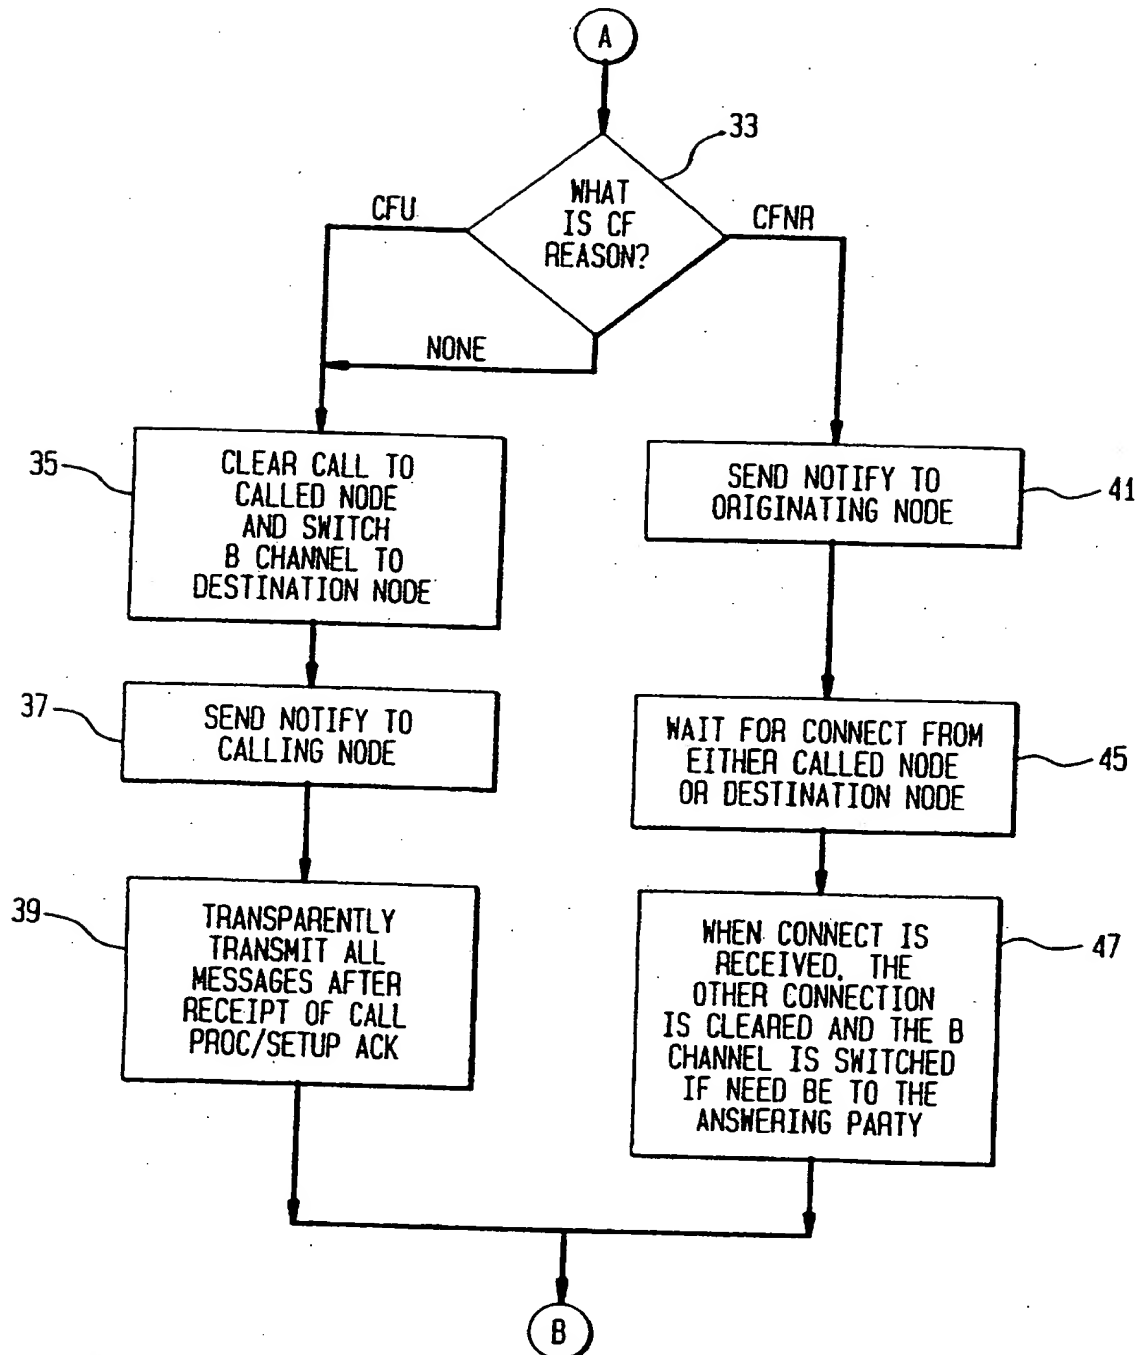 A
33
WHAT
IS CF
REASON?
CFU
CFNR
NONE
35
CLEAR CALL TO
CALLED NODE
AND SWITCH
B CHANNEL TO
DESTINATION NODE
SEND NOTIFY TO
ORIGINATING NODE
41
37
SEND NOTIFY TO
CALLING NODE
WAIT FOR CONNECT FROM
EITHER CALLED NODE
OR DESTINATION NODE
45
39
TRANSPARENTLY
TRANSMIT ALL
MESSAGES AFTER
RECEIPT OF CALL
PROC/SETUP ACK
WHEN CONNECT IS
RECEIVED. THE
OTHER CONNECTION
IS CLEARED AND THE B
CHANNEL IS SWITCHED
IF NEED BE TO THE
ANSWERING PARTY
47
B